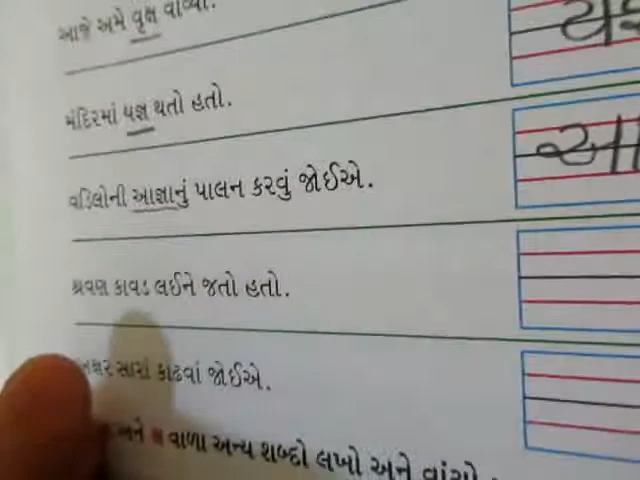 આજે અમે વૃક્ષ વાવ્યા.
મંદિરમાં યજ્ઞ થતો હતો.
વડિલોની આજ્ઞાનું પાલન કરવું જોઈએ.
આ
શ્રવણ કાવડ લઈને જતો હતો.
સારાં કાઢવાં જોઈએ.
અને વાળા અન્ય શબ્દો લખો અને વાંચો.